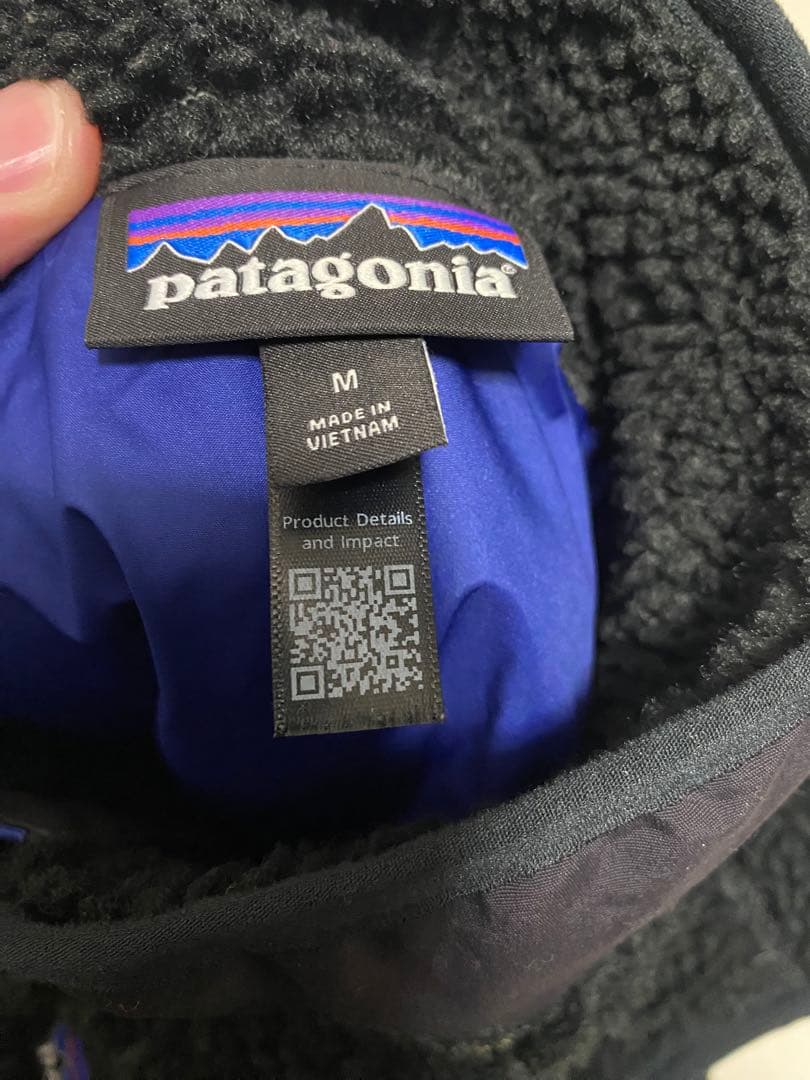 patagonia®
M
MADE IN
VIETNAM
Product Details
and Impact